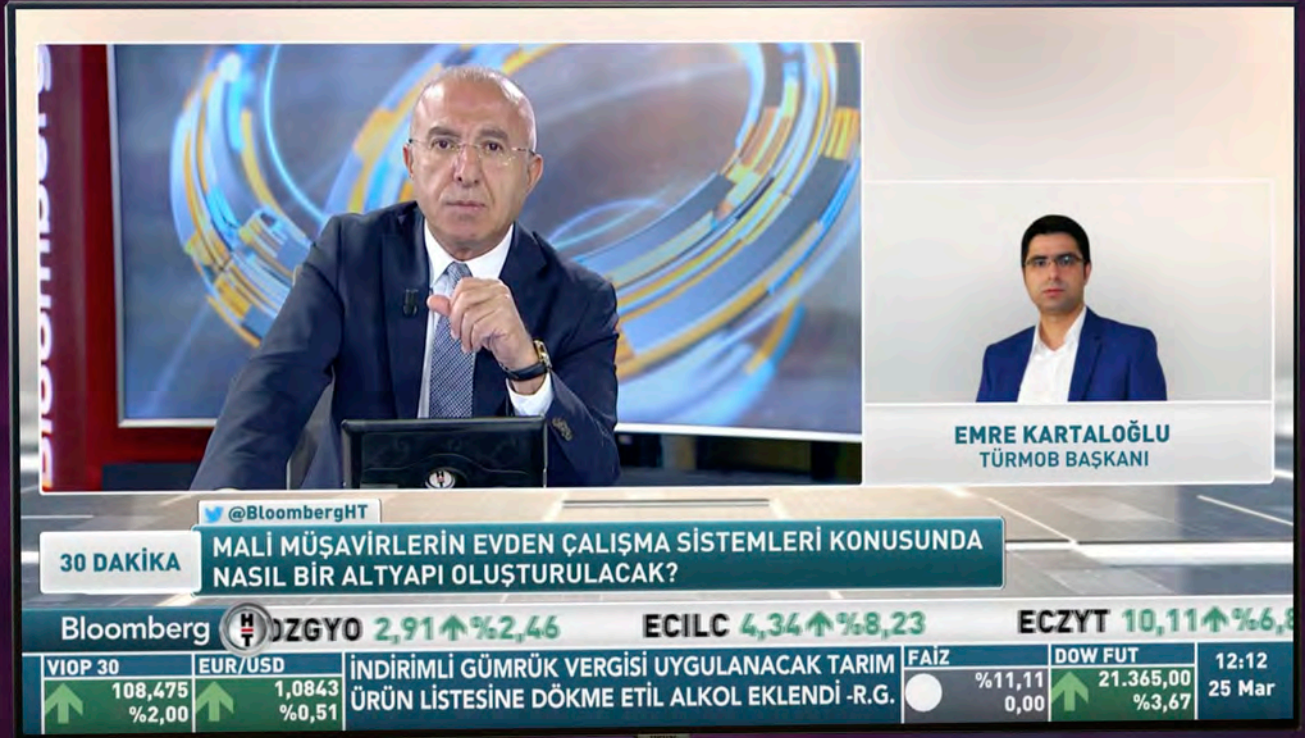 Bloomberg
EMRE KARTALOĞLU
TÜRMOB BAŞKANI
@BloombergHT
30 DAKİKA
MALİ MÜŞAVİRLERİN EVDEN ÇALIŞMA SİSTEMLERİ KONUSUNDA
NASIL BİR ALTYAPI OLUŞTURULACAK?
Bloomberg HT
OZGYO 2,91 %2,46 ECILC 4,34 %8,23 ECZYT 10,11 %6,8
VIOP 30
108,475
%2,00
EUR/USD
1,0843
%0,51
İNDİRİMLİ GÜMRÜK VERGİSİ UYGULANACAK TARIM
ÜRÜN LİSTESİNE DÖKME ETİL ALKOL EKLENDİ -R.G.
FAİZ
%11,11
0,00
DOW FUT
21.365,00
%3,67
12:12
25 Mar